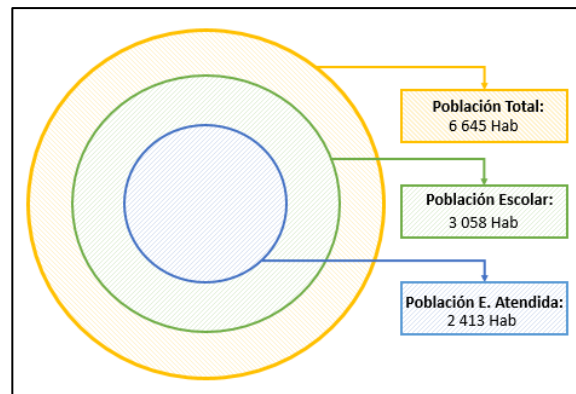 Población Total:
6 645 Hab
Población Escolar:
3 058 Hab
Población E. Atendida:
2 413 Hab